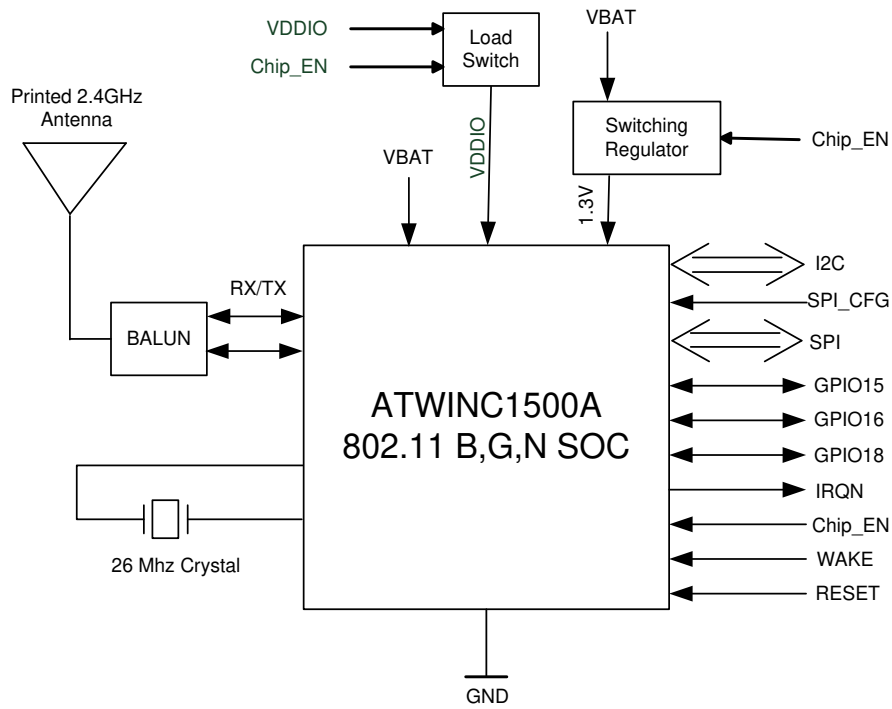 VDDIO
Chip_EN
Load
Switch
VBAT
Printed 2.4GHz
Antenna
Switching
Regulator
Chip_EN
VBAT
VDDIO
1.3V
RX/TX
BALUN
ATWINC1500A
802.11 B,G,N SOC
26 Mhz Crystal
I2C
SPI_CFG
SPI
GPIO15
GPIO16
GPIO18
IRQN
Chip_EN
WAKE
RESET
GND